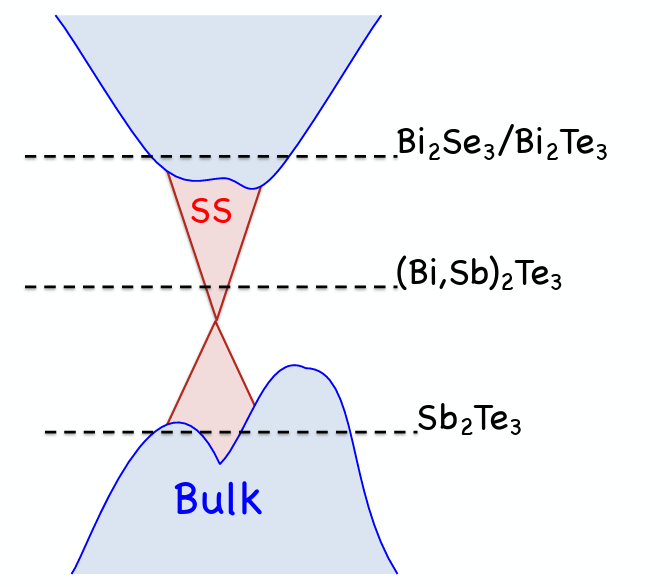 Bi₂Se₃/Bi₂Te₃
SS
(Bi,Sb)₂Te₃
Sb₂Te₃
Bulk